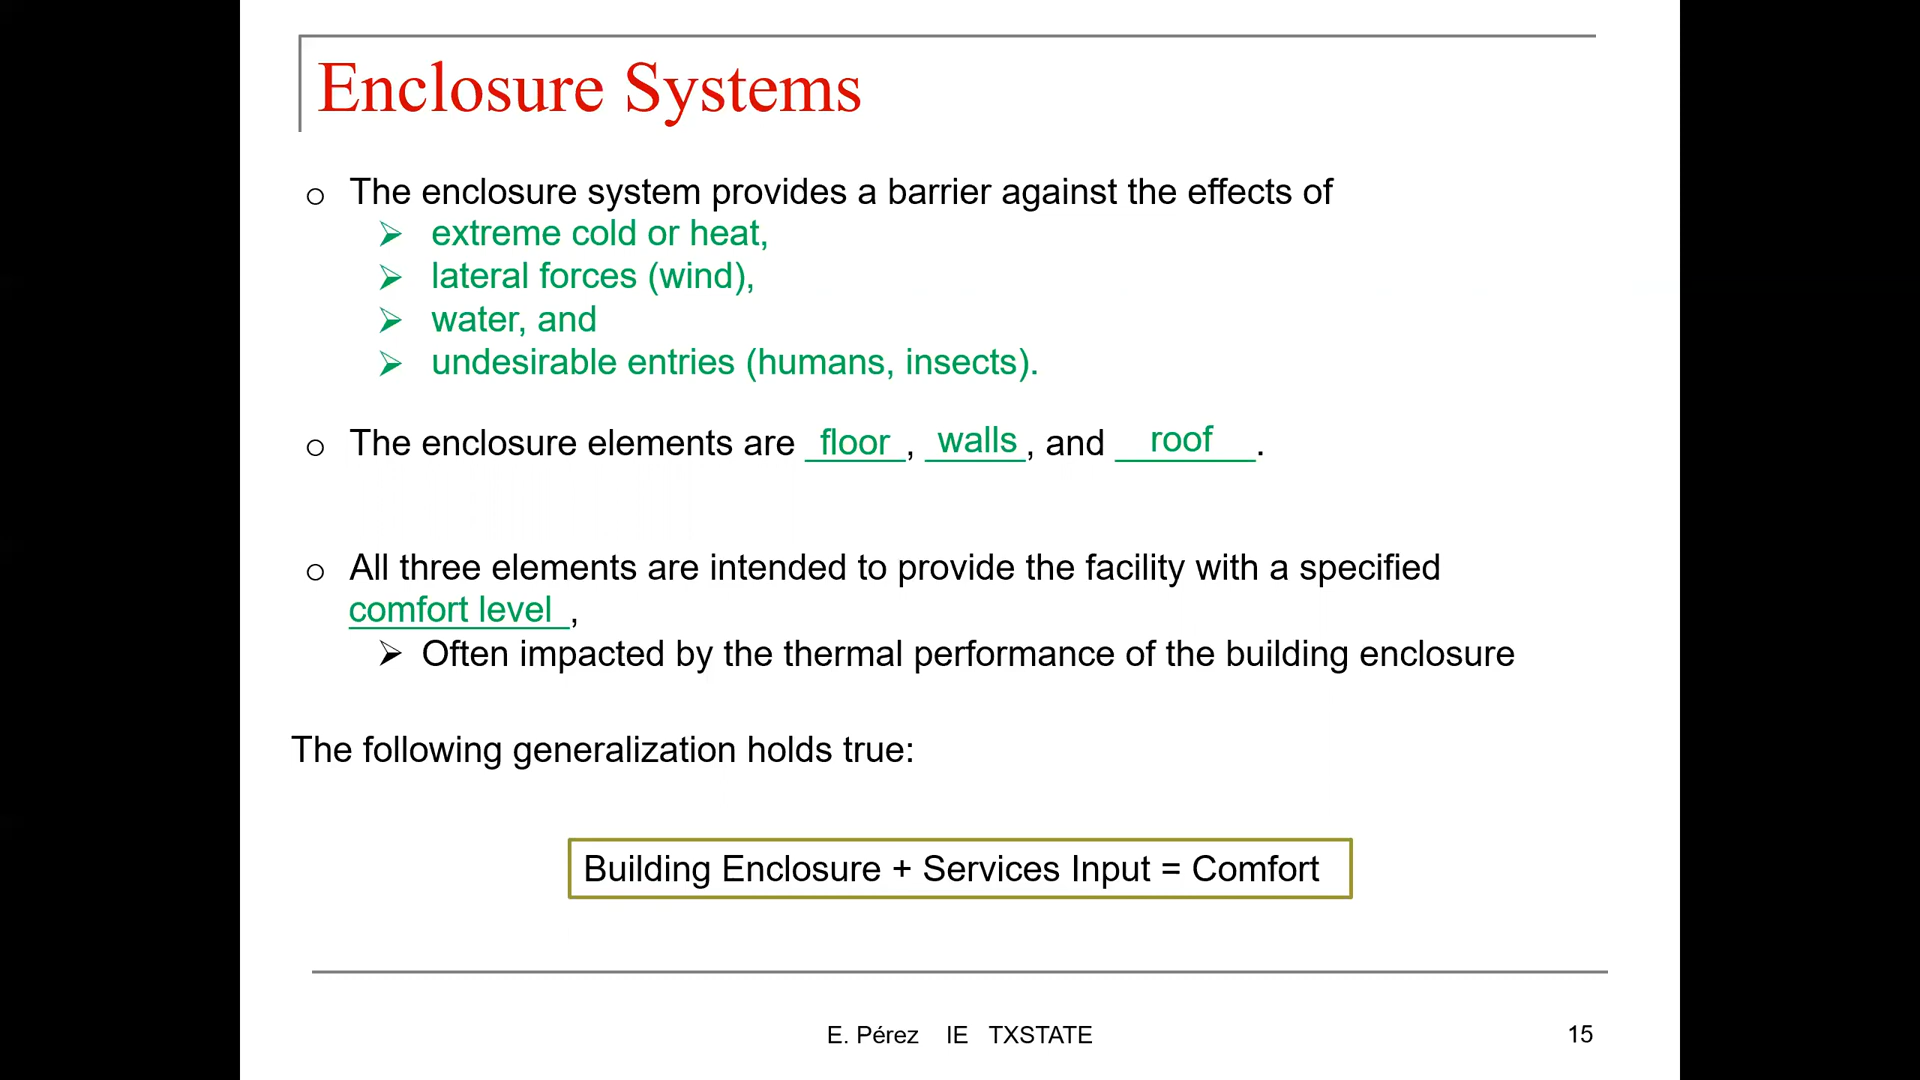 Enclosure Systems
o The enclosure system provides a barrier against the effects of
➢ extreme cold or heat,
➢ lateral forces (wind),
➢ water, and
➢ undesirable entries (humans, insects).
o The enclosure elements are floor, walls, and roof.
o All three elements are intended to provide the facility with a specified
comfort level ,
➢ Often impacted by the thermal performance of the building enclosure
The following generalization holds true:
Building Enclosure + Services Input = Comfort
E. Pérez IE TXSTATE
15